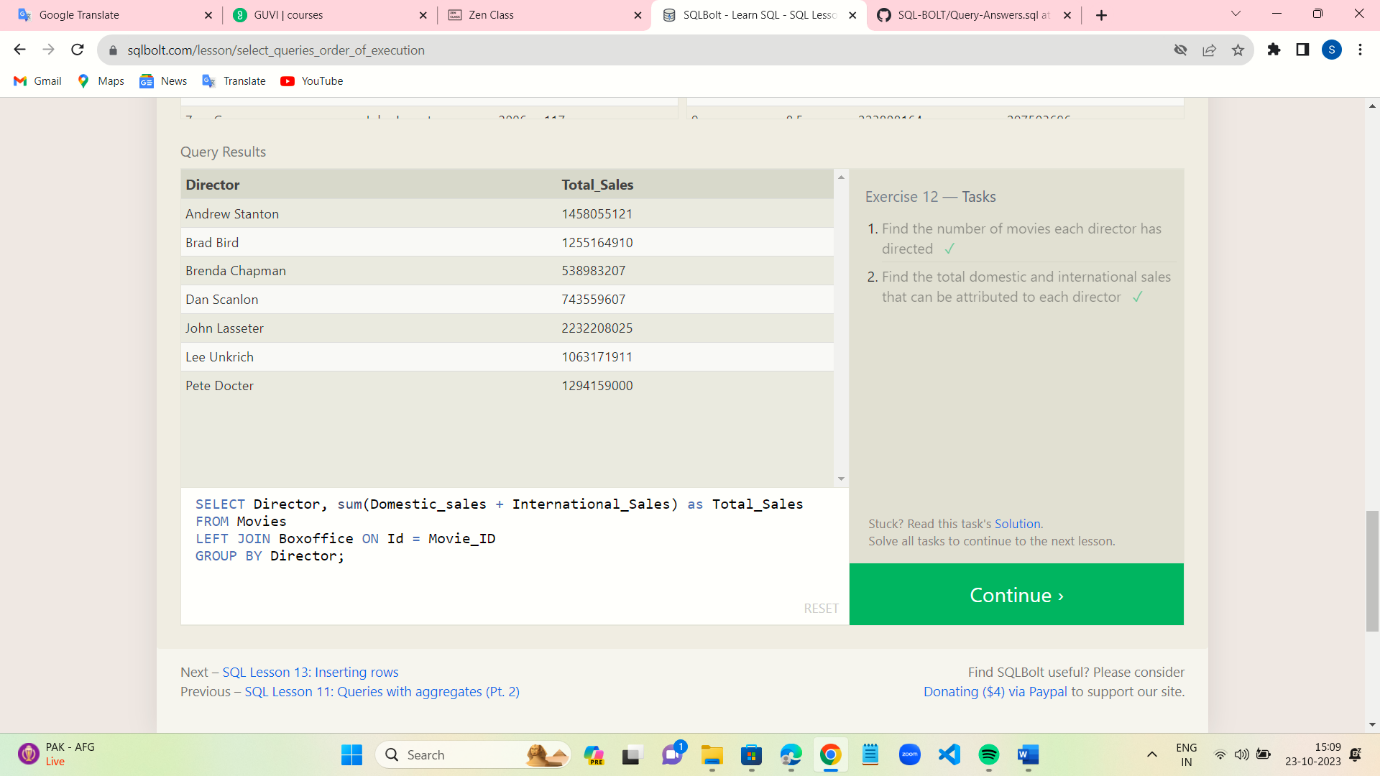 Google Translate
GUVI | courses
Zen Class
SQLBolt - Learn SQL - SQL Lesso
SQL-BOLT/Query-Answers.sql at
sqlbolt.com/lesson/select_queries_order_of_execution
S
Gmail
Maps
News
Translate
YouTube
Query Results
Director Total_Sales
Andrew Stanton 1458055121
Brad Bird 1255164910
Brenda Chapman 538983207
Dan Scanlon 743559607
John Lasseter 2232208025
Lee Unkrich 1063171911
Pete Docter 1294159000
SELECT Director, sum(Domestic_sales + International_Sales) as Total_Sales
FROM Movies
LEFT JOIN Boxoffice ON Id = Movie_ID
GROUP BY Director;
RESET
Exercise 12 — Tasks
1. Find the number of movies each director has
directed ✓
2. Find the total domestic and international sales
that can be attributed to each director ✓
Stuck? Read this task's Solution.
Solve all tasks to continue to the next lesson.
Continue ›
Next – SQL Lesson 13: Inserting rows
Previous – SQL Lesson 11: Queries with aggregates (Pt. 2)
Find SQLBolt useful? Please consider
Donating ($4) via Paypal to support our site.
PAK - AFG
Live
Search
PRE
1
zoom
ENG
IN
15:09
23-10-2023